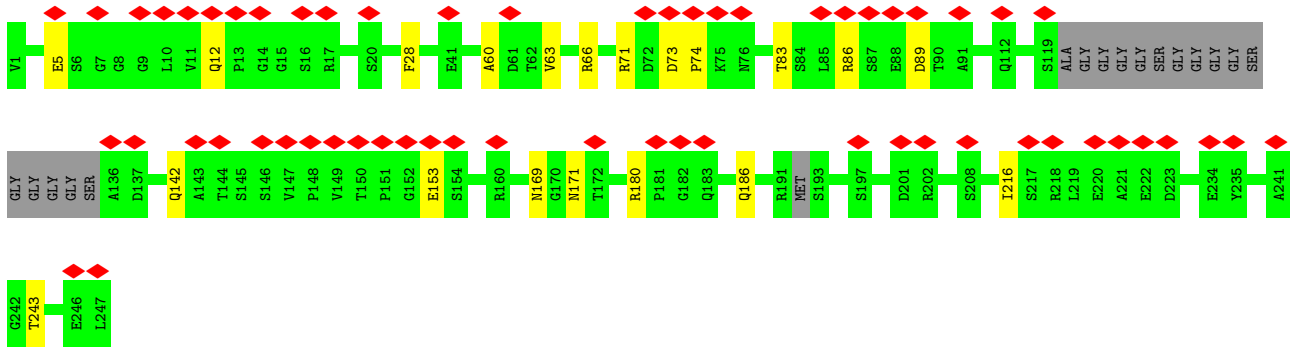 V1 E5 S6 G7 G8 G9 L10 V11 Q12 P13 G14 G15 S16 R17 S20 F28 E41 A60 D61 T62 V63 R66 R71 D72 D73 P74 K75 N76 T83 S84 L85 R86 S87 E88 D89 T90 A91 Q112 S119 ALA GLY GLY GLY GLY SER GLY GLY GLY GLY SER
GLY GLY GLY GLY SER A136 D137 Q142 A143 T144 S145 S146 V147 P148 V149 T150 P151 G152 E153 S154 R160 N169 G170 N171 T172 R180 P181 G182 Q183 Q186 R191 MET S193 S197 D201 R202 S208 I216 S217 R218 L219 E220 A221 E222 D223 E234 Y235 A241
G242 T243 E246 L247